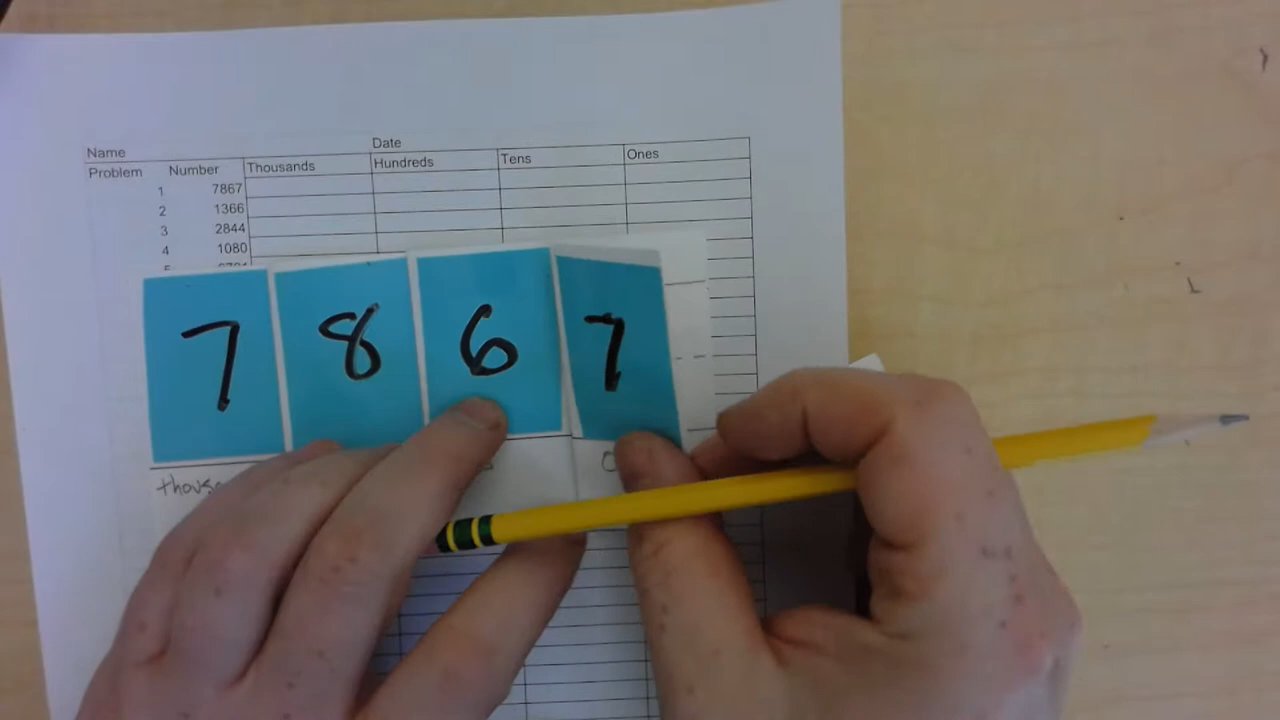 Name Date
Problem Number Thousands Hundreds Tens Ones
1 7867
2 1366
3 2844
4 1080
7 8 6 7